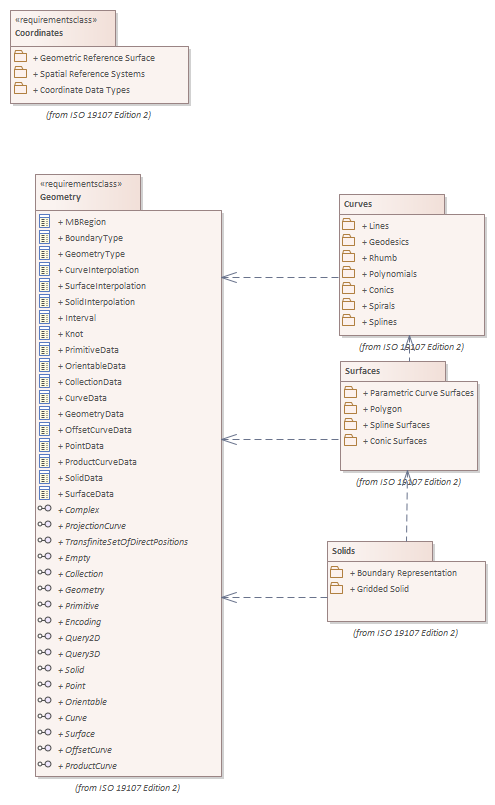 «requirementsclass»
Coordinates
+ Geometric Reference Surface
+ Spatial Reference Systems
+ Coordinate Data Types
(from ISO 19107 Edition 2)
«requirementsclass»
Geometry
+ MBRegion
+ BoundaryType
+ GeometryType
+ CurveInterpolation
+ SurfaceInterpolation
+ SolidInterpolation
+ Interval
+ Knot
+ PrimitiveData
+ OrientableData
+ CollectionData
+ CurveData
+ GeometryData
+ OffsetCurveData
+ PointData
+ ProductCurveData
+ SolidData
+ SurfaceData
+ Complex
+ ProjectionCurve
+ TransfiniteSetOfDirectPositions
+ Empty
+ Collection
+ Geometry
+ Primitive
+ Encoding
+ Query2D
+ Query3D
+ Solid
+ Point
+ Orientable
+ Curve
+ Surface
+ OffsetCurve
+ ProductCurve
(from ISO 19107 Edition 2)
Curves
+ Lines
+ Geodesics
+ Rhumb
+ Polynomials
+ Conics
+ Spirals
+ Splines
(from ISO 19107 Edition 2)
Surfaces
+ Parametric Curve Surfaces
+ Polygon
+ Spline Surfaces
+ Conic Surfaces
(from ISO 19107 Edition 2)
Solids
+ Boundary Representation
+ Gridded Solid
(from ISO 19107 Edition 2)